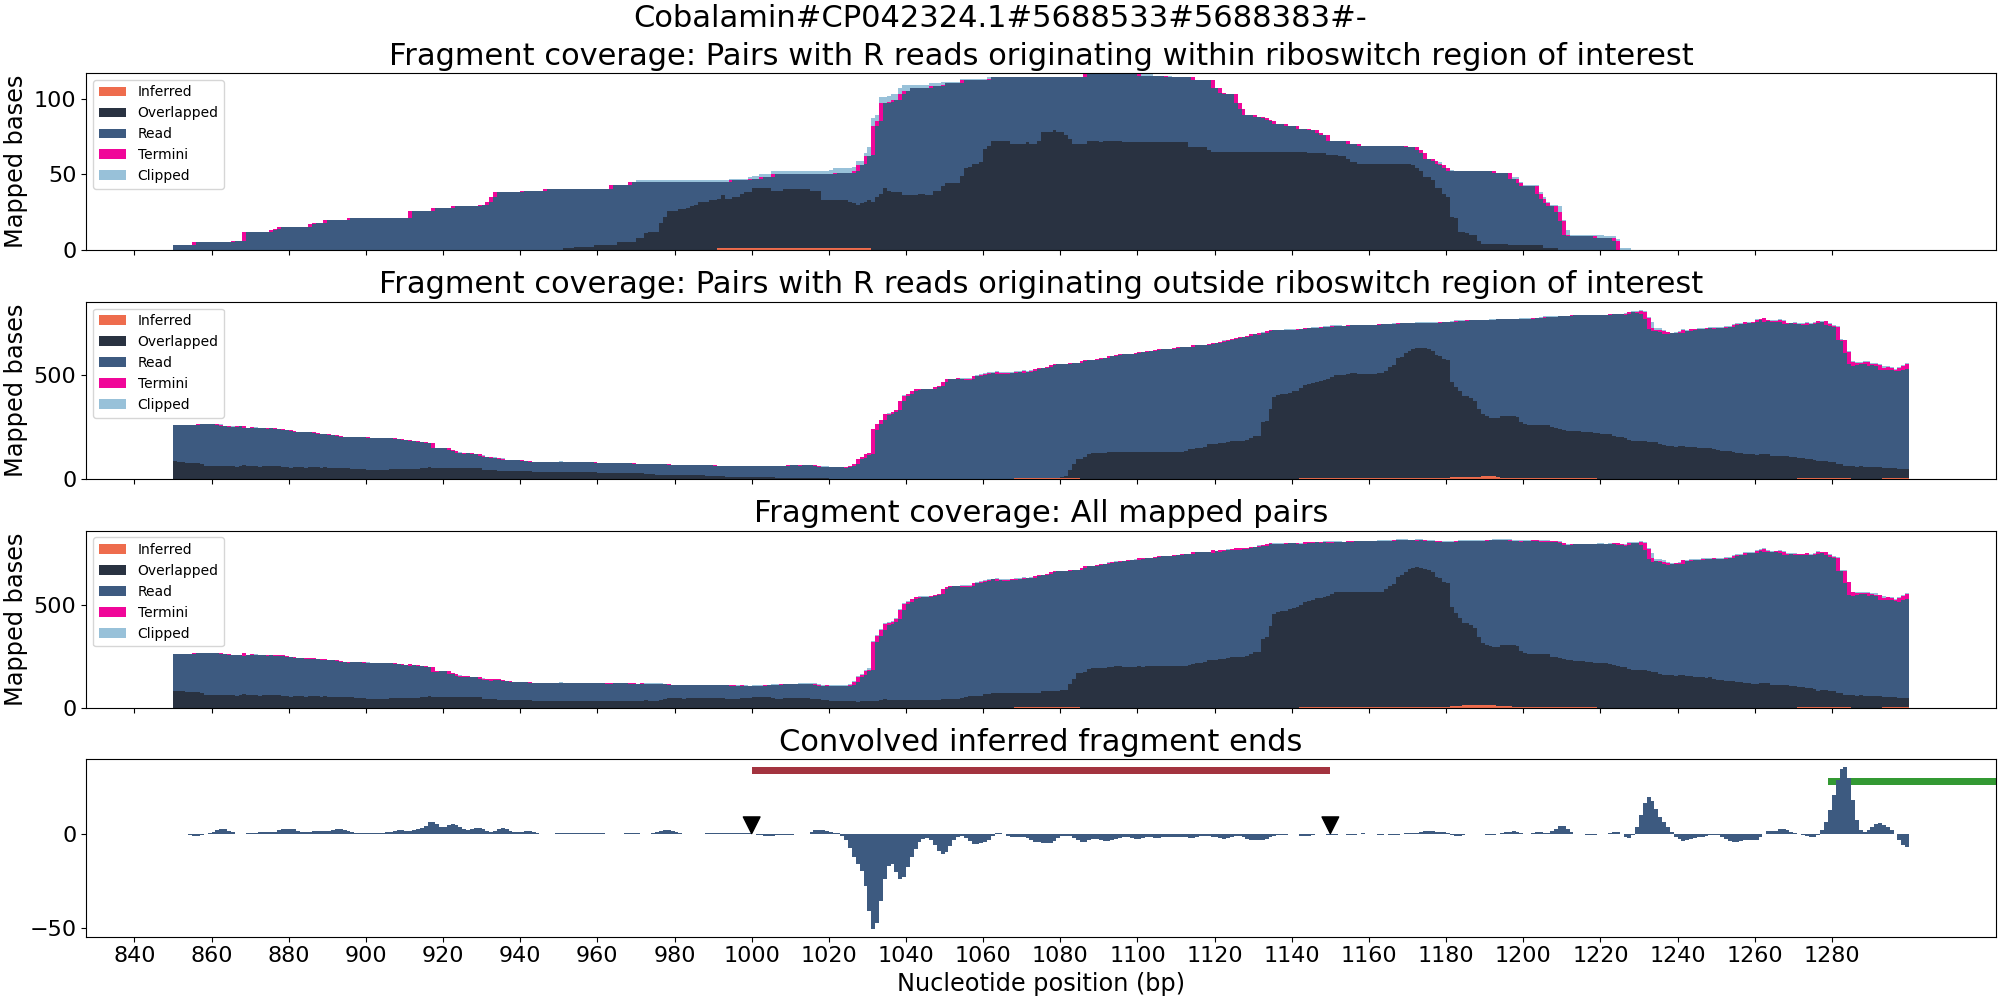 Cobalamin#CP042324.1#5688533#5688383#-
Fragment coverage: Pairs with R reads originating within riboswitch region of interest
Mapped bases
100
50
0
Inferred
Overlapped
Read
Termini
Clipped
Fragment coverage: Pairs with R reads originating outside riboswitch region of interest
Mapped bases
500
0
Inferred
Overlapped
Read
Termini
Clipped
Fragment coverage: All mapped pairs
Mapped bases
500
0
Inferred
Overlapped
Read
Termini
Clipped
Convolved inferred fragment ends
0
−50
840 860 880 900 920 940 960 980 1000 1020 1040 1060 1080 1100 1120 1140 1160 1180 1200 1220 1240 1260 1280
Nucleotide position (bp)